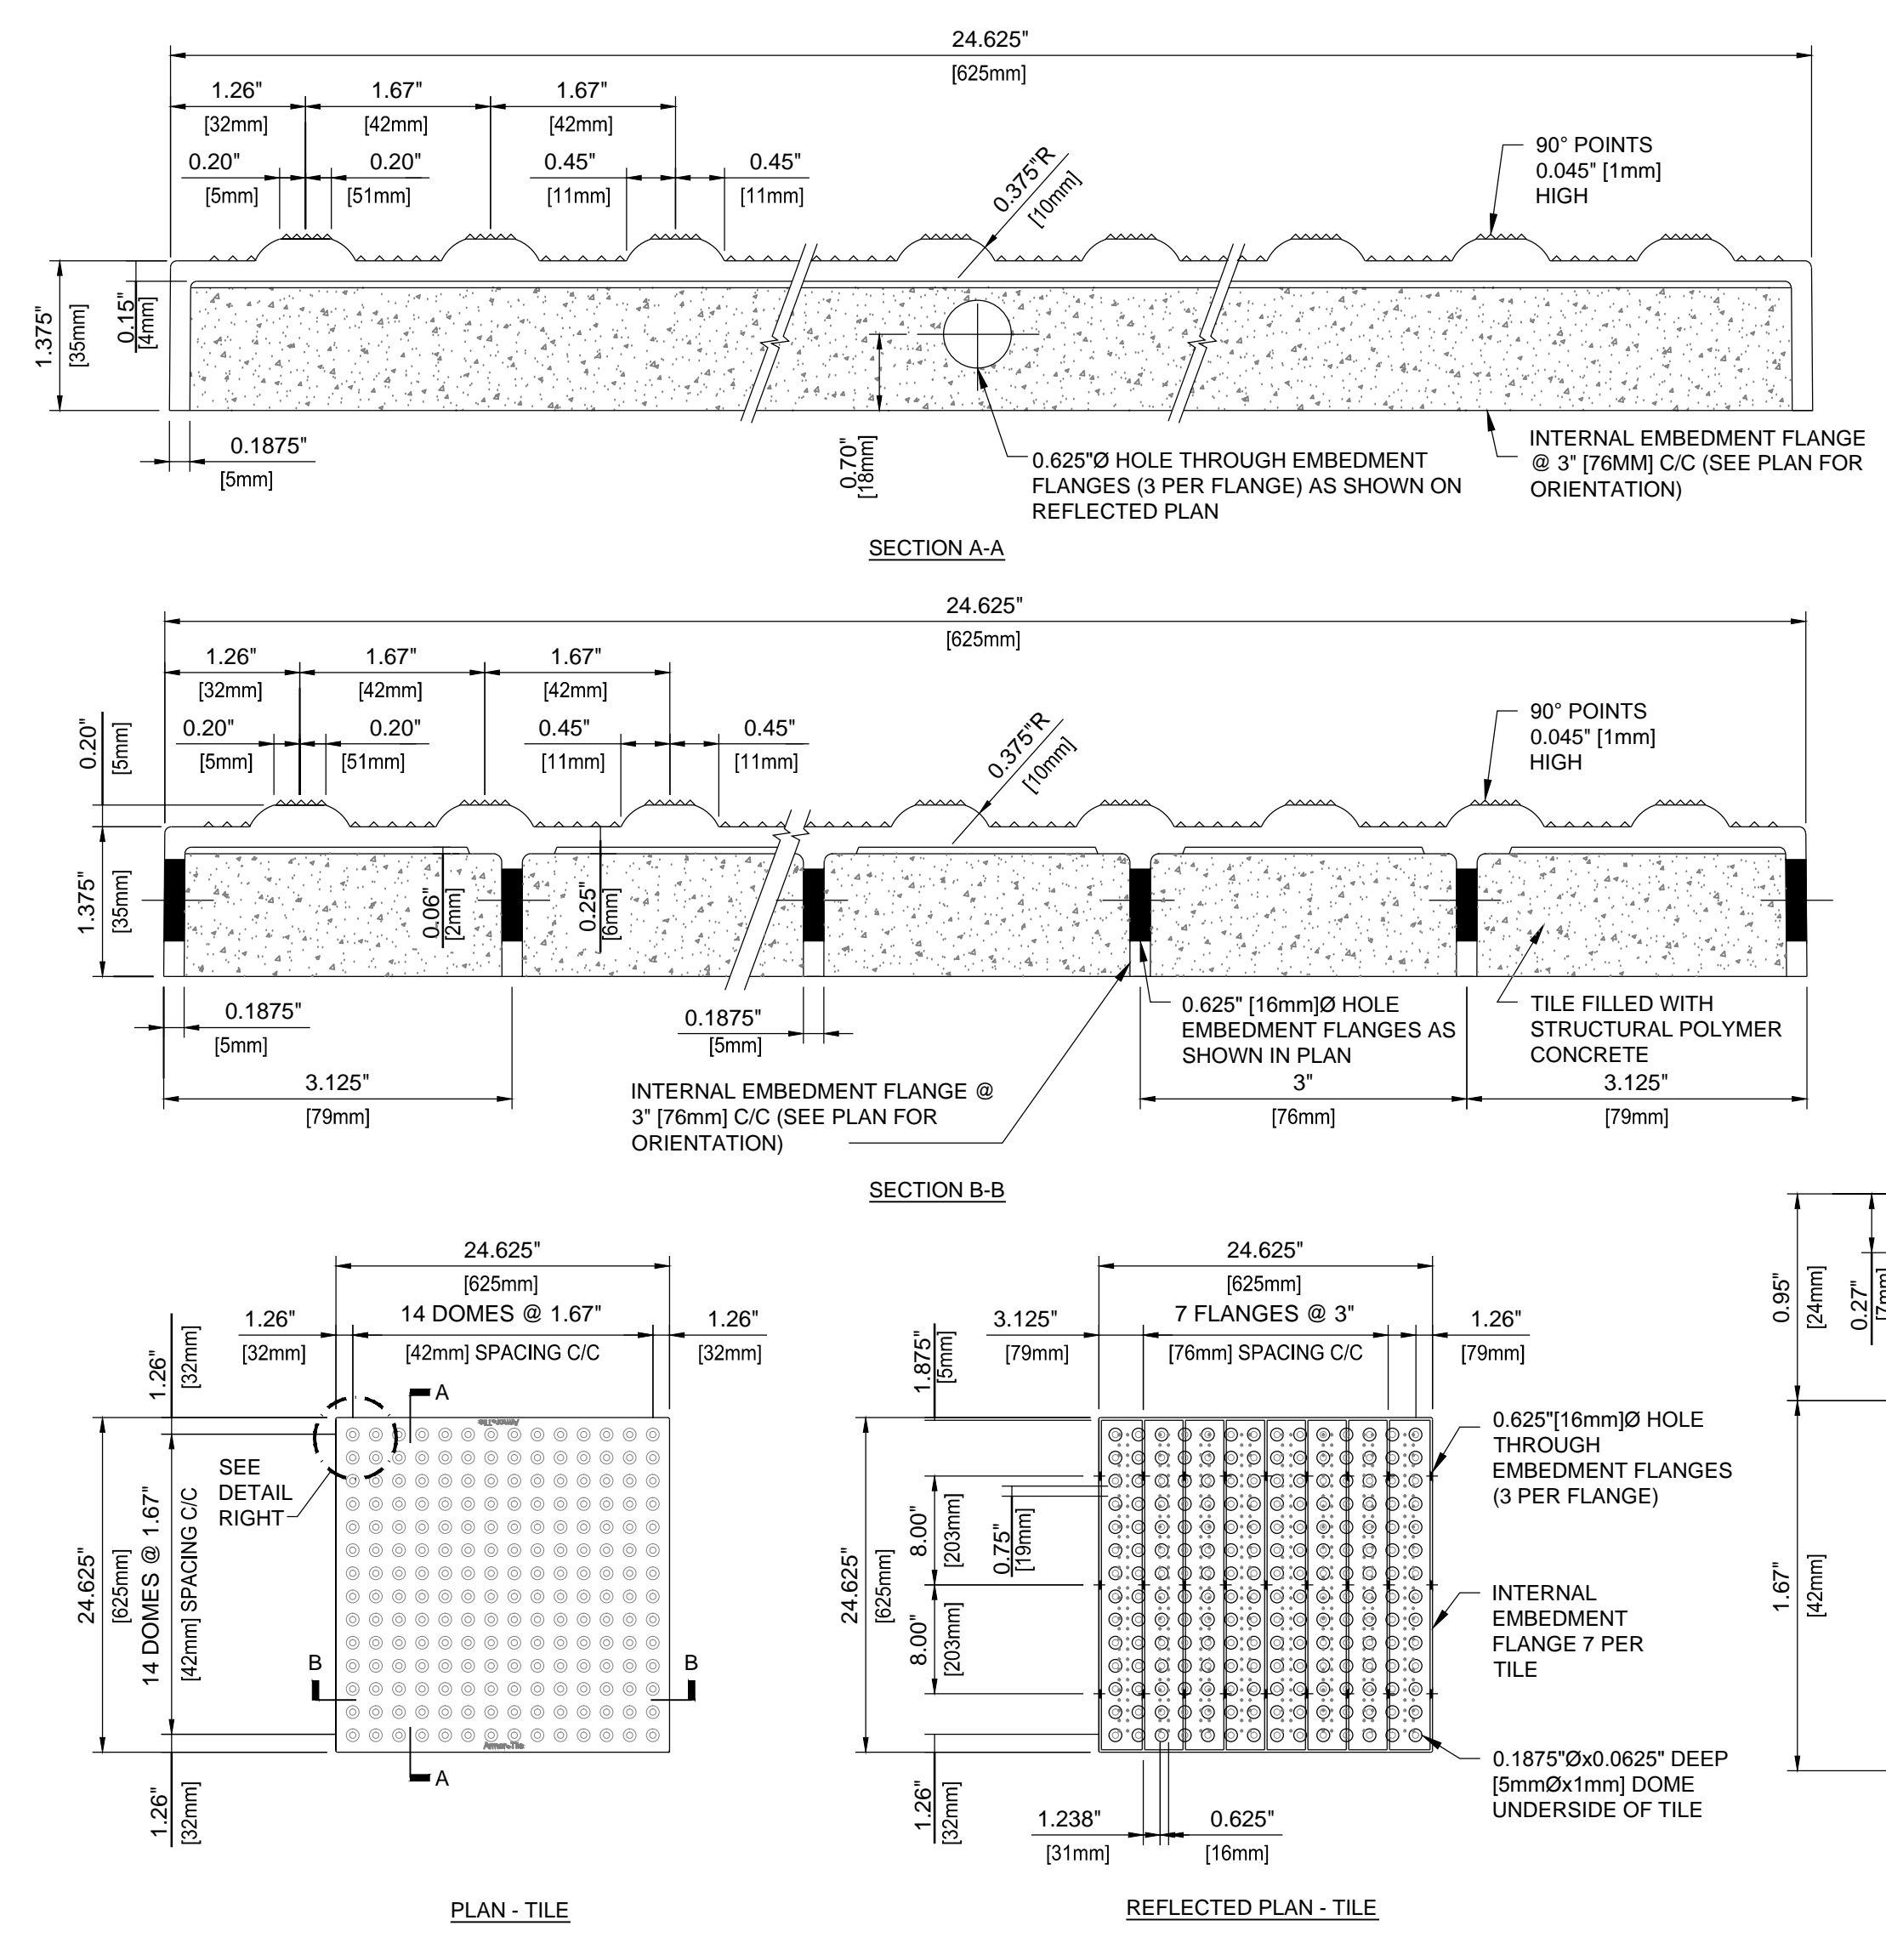 24.625"
[625mm]
1.26"
[32mm]
1.67"
[42mm]
1.67"
[42mm]
0.20"
[5mm]
0.20"
[51mm]
0.45"
[11mm]
0.45"
[11mm]
0.375"R
[10mm]
90° POINTS
0.045" [1mm]
HIGH
1.375"
[35mm]
0.15"
[4mm]
0.1875"
[5mm]
0.70"
[18mm]
0.625"Ø HOLE THROUGH EMBEDMENT
FLANGES (3 PER FLANGE) AS SHOWN ON
REFLECTED PLAN
INTERNAL EMBEDMENT FLANGE
@ 3" [76MM] C/C (SEE PLAN FOR
ORIENTATION)
SECTION A-A
24.625"
[625mm]
1.26"
[32mm]
1.67"
[42mm]
1.67"
[42mm]
0.20"
[5mm]
0.20"
[5mm]
0.20"
[51mm]
0.45"
[11mm]
0.45"
[11mm]
0.375"R
[10mm]
90° POINTS
0.045" [1mm]
HIGH
1.375"
[35mm]
0.06"
[2mm]
0.25"
[6mm]
0.1875"
[5mm]
0.1875"
[5mm]
3.125"
[79mm]
INTERNAL EMBEDMENT FLANGE @
3" [76mm] C/C (SEE PLAN FOR
ORIENTATION)
0.625" [16mm]Ø HOLE
EMBEDMENT FLANGES AS
SHOWN IN PLAN
3"
[76mm]
TILE FILLED WITH
STRUCTURAL POLYMER
CONCRETE
3.125"
[79mm]
SECTION B-B
24.625"
[625mm]
1.26"
[32mm]
14 DOMES @ 1.67"
[42mm] SPACING C/C
1.26"
[32mm]
1.26"
[32mm]
A
Armor-Tile
SEE
DETAIL
RIGHT
24.625"
[625mm]
14 DOMES @ 1.67"
[42mm] SPACING C/C
B
B
Armor-Tile
A
1.26"
[32mm]
PLAN - TILE
24.625"
[625mm]
3.125"
[79mm]
7 FLANGES @ 3"
[76mm] SPACING C/C
1.26"
[79mm]
1.875"
[5mm]
24.625"
[625mm]
8.00"
[203mm]
0.75"
[19mm]
8.00"
[203mm]
1.26"
[32mm]
1.238"
[31mm]
0.625"
[16mm]
0.625"[16mm]Ø HOLE
THROUGH
EMBEDMENT FLANGES
(3 PER FLANGE)
INTERNAL
EMBEDMENT
FLANGE 7 PER
TILE
0.1875"Øx0.0625" DEEP
[5mmØx1mm] DOME
UNDERSIDE OF TILE
REFLECTED PLAN - TILE
0.95"
[24mm]
0.27"
[7mm]
1.67"
[42mm]